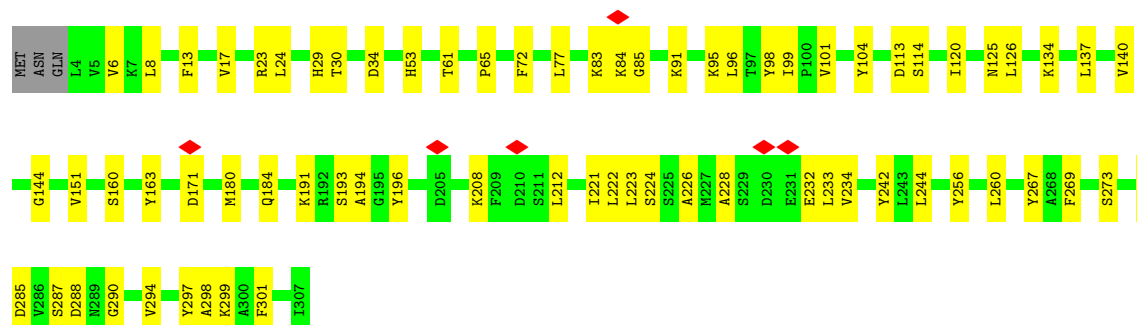 MET ASN GLN L4 V5 V6 K7 L8 F13 V17 R23 L24 H29 T30 D34 H53 T61 P65 F72 L77 K83 K84 G85 K91 K95 L96 T97 Y98 I99 P100 V101 Y104 D113 S114 I120 N125 L126 K134 L137 V140
G144 V151 S160 Y163 D171 M180 Q184 K191 R192 S193 A194 G195 Y196 D205 K208 F209 D210 S211 L212 I221 L222 L223 S224 S225 A226 M227 A228 S229 D230 E231 E232 L233 V234 Y242 L243 L244 Y256 L260 Y267 A268 F269 S273
D285 V286 S287 D288 N289 G290 V294 Y297 A298 K299 A300 F301 I307